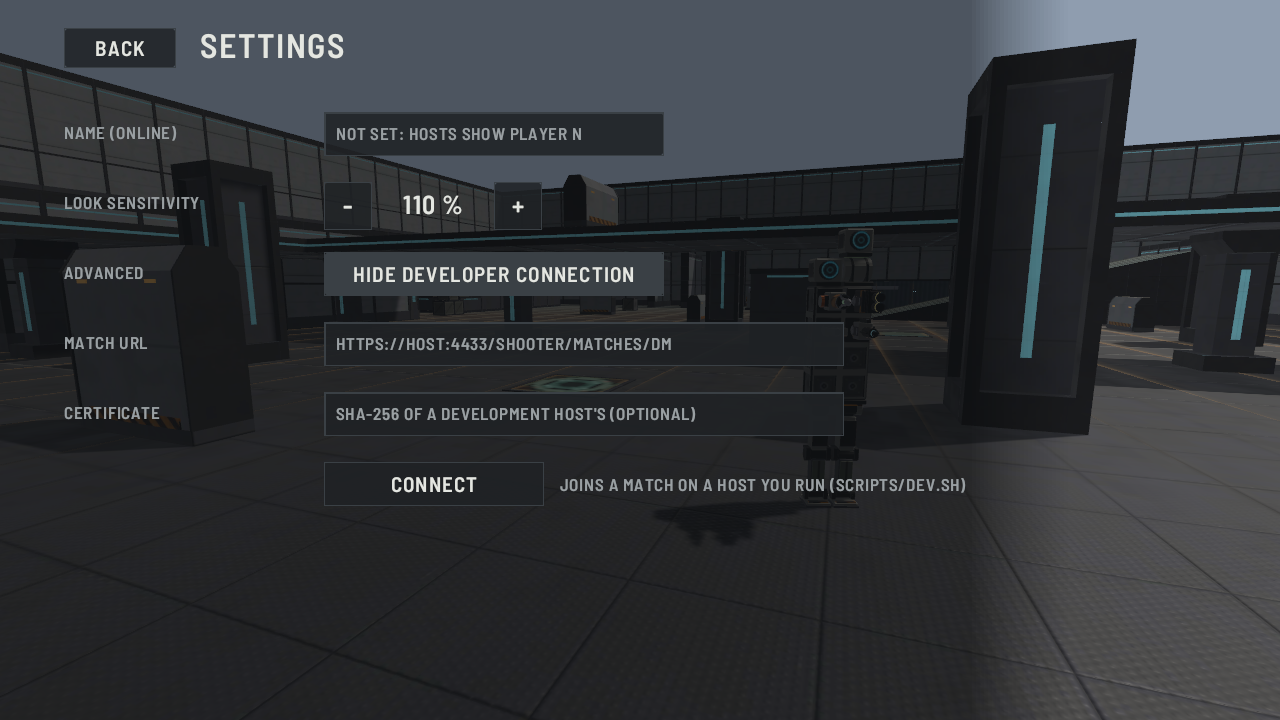 BACK SETTINGS
NAME (ONLINE) NOT SET: HOSTS SHOW PLAYER N
LOOK SENSITIVITY - 110 % +
ADVANCED HIDE DEVELOPER CONNECTION
MATCH URL HTTPS://HOST:4433/SHOOTER/MATCHES/DM
CERTIFICATE SHA-256 OF A DEVELOPMENT HOST'S (OPTIONAL)
CONNECT JOINS A MATCH ON A HOST YOU RUN (SCRIPTS/DEV.SH)